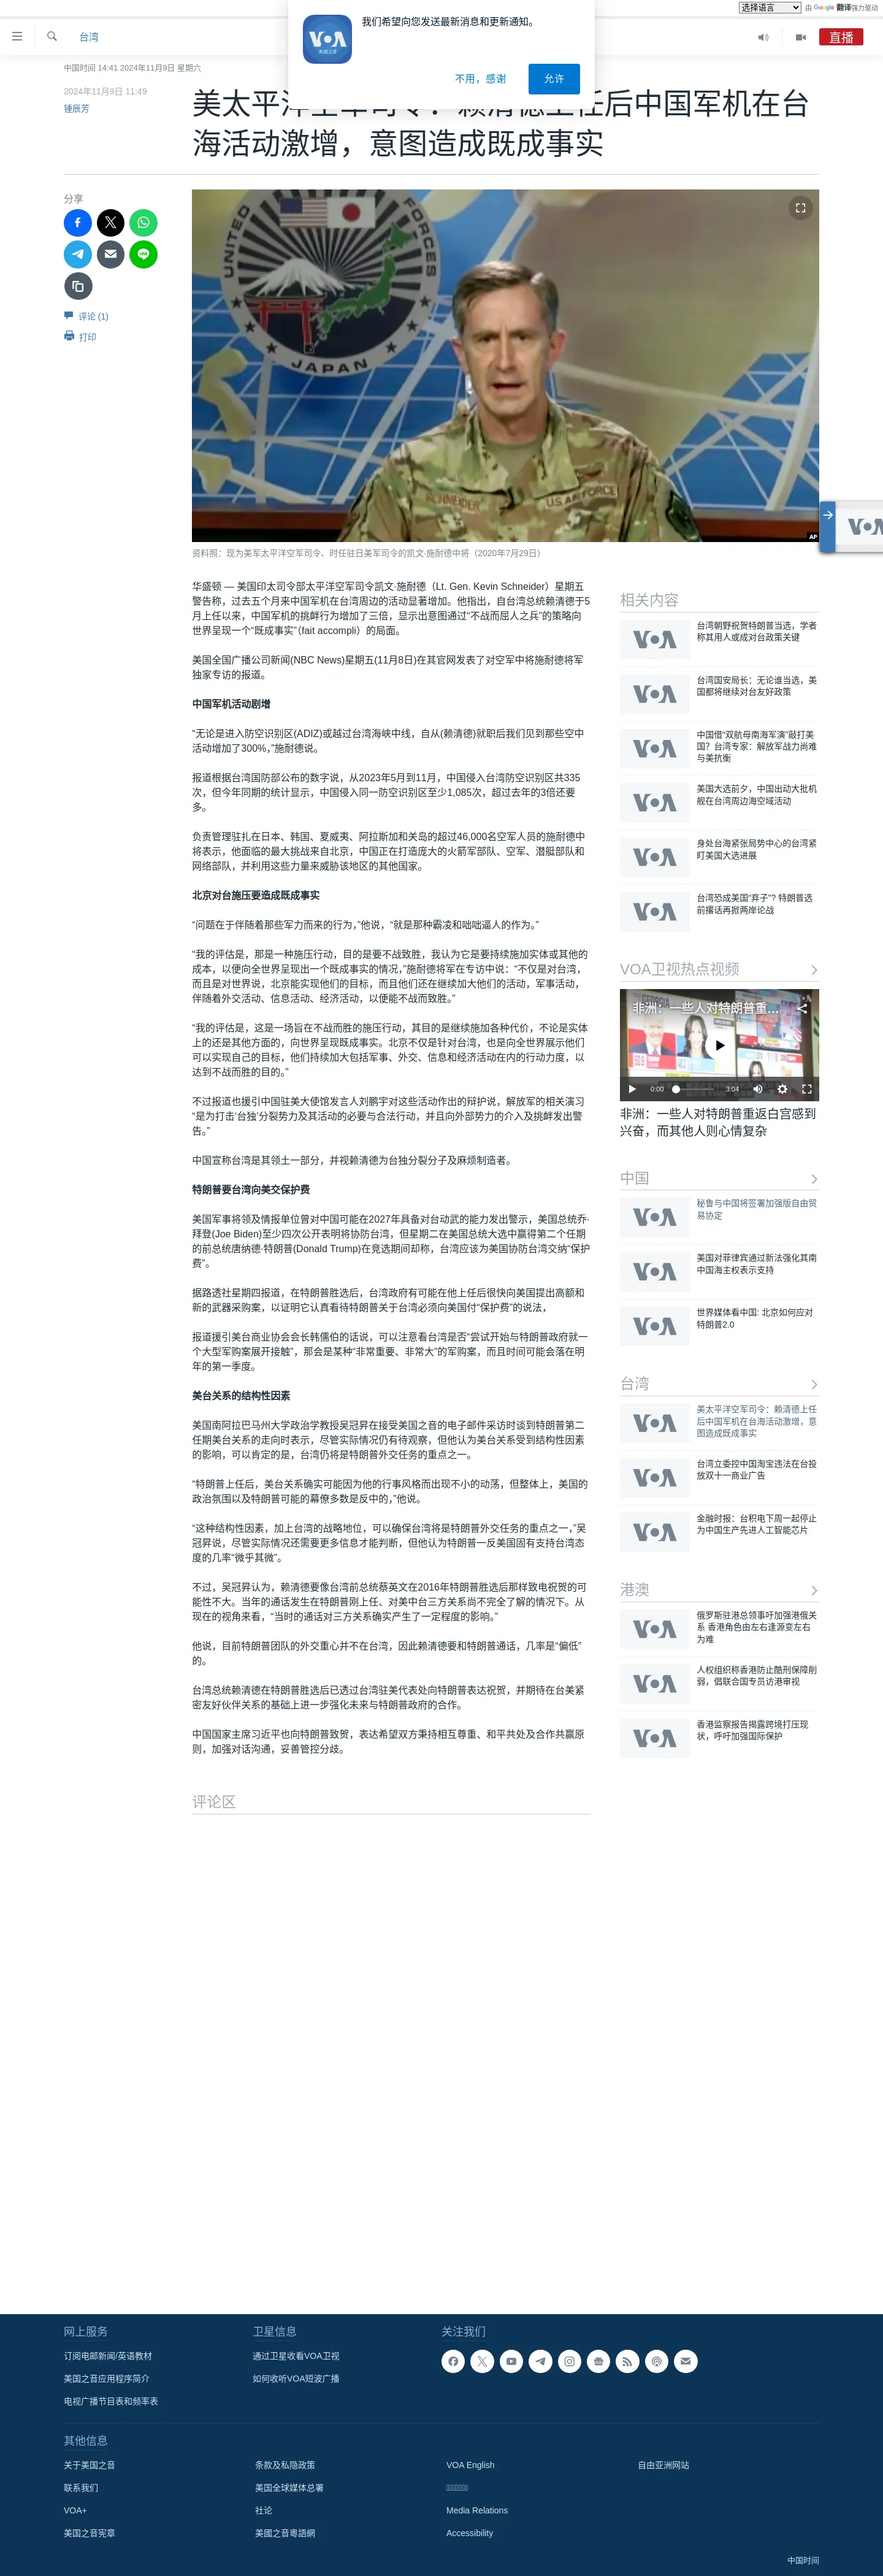 选择语言
由 Google 翻译强力驱动
我们希望向您发送最新消息和更新通知。
VOA
美国之音
不用，感谢
允许
台湾
直播
中国时间 14:41 2024年11月9日 星期六
2024年11月9日 11:49
锺辰芳
美太平洋空军司令：赖清德上任后中国军机在台
海活动激增，意图造成既成事实
分享
评论 (1)
打印
UNITED STATES FORCES
JAPAN
U.S. AIR FORCE
AP
资料照：现为美军太平洋空军司令、时任驻日美军司令的凯文·施耐德中将（2020年7月29日）
华盛顿 — 美国印太司令部太平洋空军司令凯文·施耐德（Lt. Gen. Kevin Schneider）星期五
警告称，过去五个月来中国军机在台湾周边的活动显著增加。他指出，自台湾总统赖清德于5
月上任以来，中国军机的挑衅行为增加了三倍，显示出意图通过“不战而屈人之兵”的策略向
世界呈现一个“既成事实”（fait accompli）的局面。
美国全国广播公司新闻(NBC News)星期五(11月8日)在其官网发表了对空军中将施耐德将军
独家专访的报道。
中国军机活动剧增
“无论是进入防空识别区(ADIZ)或越过台湾海峡中线，自从(赖清德)就职后我们见到那些空中
活动增加了300%，”施耐德说。
报道根据台湾国防部公布的数字说，从2023年5月到11月，中国侵入台湾防空识别区共335
次，但今年同期的统计显示，中国侵入同一防空识别区至少1,085次，超过去年的3倍还要
多。
负责管理驻扎在日本、韩国、夏威夷、阿拉斯加和关岛的超过46,000名空军人员的施耐德中
将表示，他面临的最大挑战来自北京，中国正在打造庞大的火箭军部队、空军、潜艇部队和
网络部队，并利用这些力量来威胁该地区的其他国家。
北京对台施压要造成既成事实
“问题在于伴随着那些军力而来的行为，”他说，“就是那种霸凌和咄咄逼人的作为。”
“我的评估是，那是一种施压行动，目的是要不战致胜，我认为它是要持续施加实体或其他的
成本，以便向全世界呈现出一个既成事实的情况，”施耐德将军在专访中说：“不仅是对台湾，
而且是对世界说，北京能实现他们的目标，而且他们还在继续加大他们的活动，军事活动，
伴随着外交活动、信息活动、经济活动，以便能不战而致胜。”
“我的评估是，这是一场旨在不战而胜的施压行动，其目的是继续施加各种代价，不论是实体
上的还是其他方面的，向世界呈现既成事实。北京不仅是针对台湾，也是向全世界展示他们
可以实现自己的目标，他们持续加大包括军事、外交、信息和经济活动在内的行动力度，以
达到不战而胜的目的。”
不过报道也援引中国驻美大使馆发言人刘鹏宇对这些活动作出的辩护说，解放军的相关演习
“是为打击‘台独’分裂势力及其活动的必要与合法行动，并且向外部势力的介入及挑衅发出警
告。”
中国宣称台湾是其领土一部分，并视赖清德为台独分裂分子及麻烦制造者。
特朗普要台湾向美交保护费
美国军事将领及情报单位曾对中国可能在2027年具备对台动武的能力发出警示，美国总统乔·
拜登(Joe Biden)至少四次公开表明将协防台湾，但星期二在美国总统大选中赢得第二个任期
的前总统唐纳德·特朗普(Donald Trump)在竞选期间却称，台湾应该为美国协防台湾交纳“保护
费”。
据路透社星期四报道，在特朗普胜选后，台湾政府有可能在他上任后很快向美国提出高额和
新的武器采购案，以证明它认真看待特朗普关于台湾必须向美国付“保护费”的说法，
报道援引美台商业协会会长韩儒伯的话说，可以注意看台湾是否“尝试开始与特朗普政府就一
个大型军购案展开接触”，那会是某种“非常重要、非常大”的军购案，而且时间可能会落在明
年的第一季度。
美台关系的结构性因素
美国南阿拉巴马州大学政治学教授吴冠昇在接受美国之音的电子邮件采访时谈到特朗普第二
任期美台关系的走向时表示，尽管实际情况仍有待观察，但他认为美台关系受到结构性因素
的影响，可以肯定的是，台湾仍将是特朗普外交任务的重点之一。
“特朗普上任后，美台关系确实可能因为他的行事风格而出现不小的动荡，但整体上，美国的
政治氛围以及特朗普可能的幕僚多数是反中的，”他说。
“这种结构性因素，加上台湾的战略地位，可以确保台湾将是特朗普外交任务的重点之一，”吴
冠昇说，尽管实际情况还需要更多信息才能判断，但他认为特朗普一反美国固有支持台湾态
度的几率“微乎其微”。
不过，吴冠昇认为，赖清德要像台湾前总统蔡英文在2016年特朗普胜选后那样致电祝贺的可
能性不大。当年的通话发生在特朗普刚上任、对美中台三方关系尚不完全了解的情况下。从
现在的视角来看，“当时的通话对三方关系确实产生了一定程度的影响。”
他说，目前特朗普团队的外交重心并不在台湾，因此赖清德要和特朗普通话，几率是“偏低”
的。
台湾总统赖清德在特朗普胜选后已透过台湾驻美代表处向特朗普表达祝贺，并期待在台美紧
密友好伙伴关系的基础上进一步强化未来与特朗普政府的合作。
中国国家主席习近平也向特朗普致贺，表达希望双方秉持相互尊重、和平共处及合作共赢原
则，加强对话沟通，妥善管控分歧。
评论区
相关内容
台湾朝野祝贺特朗普当选，学者
称其用人或成对台政策关键
台湾国安局长：无论谁当选，美
国都将继续对台友好政策
中国借“双航母南海军演”敲打美
国？台湾专家：解放军战力尚难
与美抗衡
美国大选前夕，中国出动大批机
舰在台湾周边海空域活动
身处台海紧张局势中心的台湾紧
盯美国大选进展
台湾恐成美国“弃子”? 特朗普选
前撂话再掀两岸论战
VOA卫视热点视频
非洲：一些人对特朗普重...
0:00
3:04
非洲：一些人对特朗普重返白宫感到
兴奋，而其他人则心情复杂
中国
秘鲁与中国将签署加强版自由贸
易协定
美国对菲律宾通过新法强化其南
中国海主权表示支持
世界媒体看中国: 北京如何应对
特朗普2.0
台湾
美太平洋空军司令：赖清德上任
后中国军机在台海活动激增，意
图造成既成事实
台湾立委控中国淘宝违法在台投
放双十一商业广告
金融时报：台积电下周一起停止
为中国生产先进人工智能芯片
港澳
俄罗斯驻港总领事吁加强港俄关
系 香港角色由左右逢源变左右
为难
人权组织称香港防止酷刑保障削
弱，倡联合国专员访港审视
香港监察报告揭露跨境打压现
状，呼吁加强国际保护
网上服务
订阅电邮新闻/英语教材
美国之音应用程序简介
电视广播节目表和频率表
卫星信息
通过卫星收看VOA卫视
如何收听VOA短波广播
关注我们
其他信息
关于美国之音
联系我们
VOA+
美国之音宪章
条款及私隐政策
美国全球媒体总署
社论
美國之音粵語網
VOA English
Media Relations
Accessibility
自由亚洲网站
中国时间